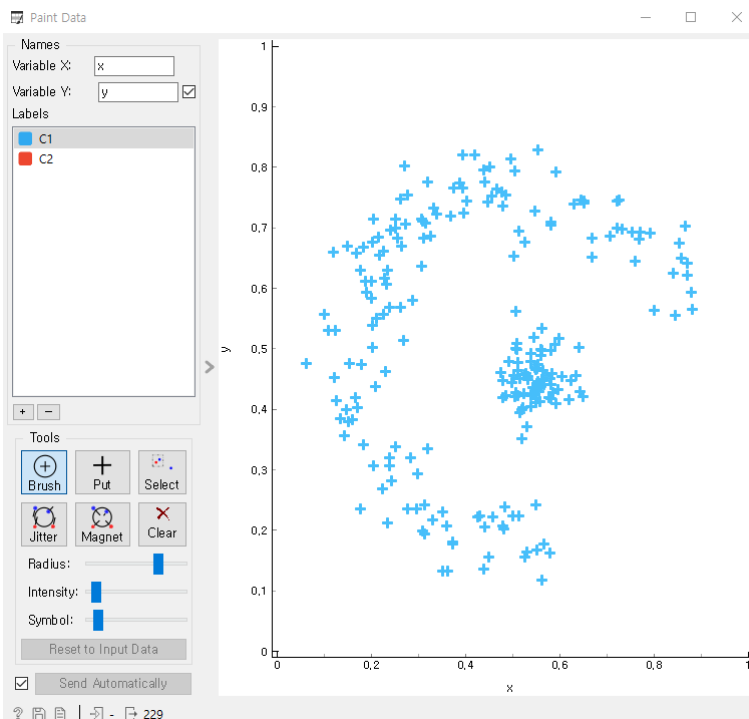 Paint Data
Names
Variable X: x
Variable Y: y
Labels
C1
C2
+ −
Tools
Brush Put Select
Jitter Magnet Clear
Radius:
Intensity:
Symbol:
Reset to Input Data
Send Automatically
? - 229
1
0,9
0,8
0,7
0,6
0,5
0,4
0,3
0,2
0,1
0
y
0 0,2 0,4 0,6 0,8 1
x